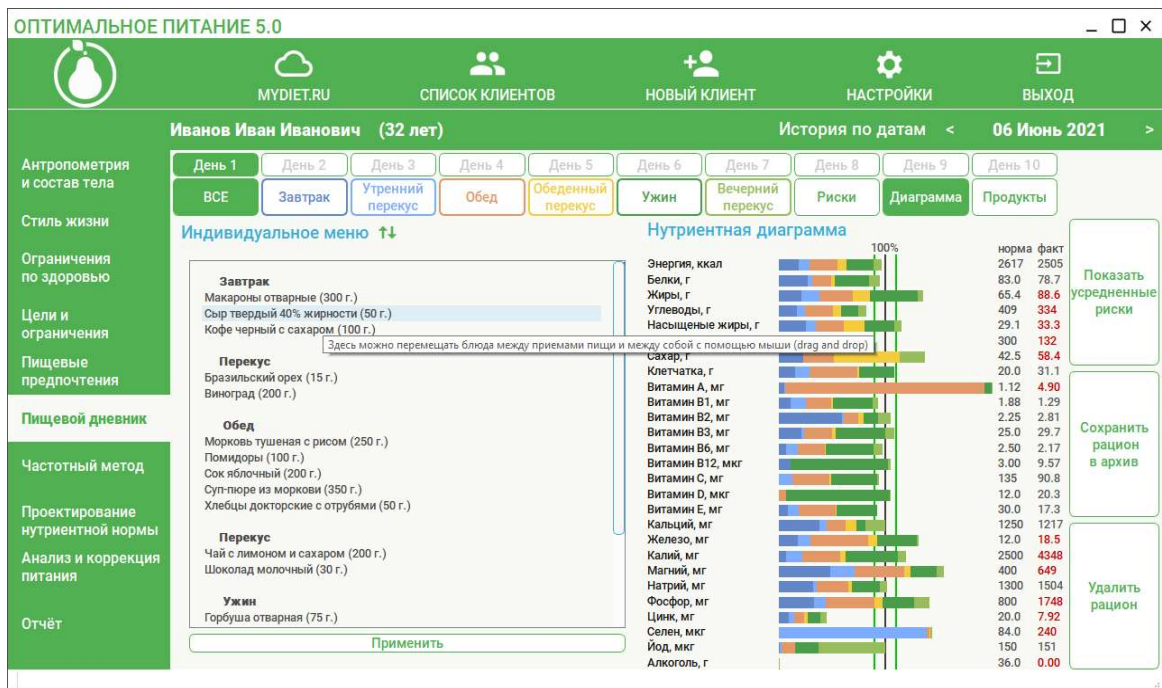 ОПТИМАЛЬНОЕ ПИТАНИЕ 5.0
MYDIET.RU
СПИСОК КЛИЕНТОВ
НОВЫЙ КЛИЕНТ
НАСТРОЙКИ
ВЫХОД
Иванов Иван Иванович (32 лет)
История по датам < 06 Июнь 2021 >
Антропометрия
и состав тела
Стиль жизни
Ограничения
по здоровью
Цели и
ограничения
Пищевые
предпочтения
Пищевой дневник
Частотный метод
Проектирование
нутриентной нормы
Анализ и коррекция
питания
Отчёт
День 1 День 2 День 3 День 4 День 5 День 6 День 7 День 8 День 9 День 10
ВСЕ
Завтрак
Утренний
перекус
Обед
Обеденный
перекус
Ужин
Вечерний
перекус
Риски
Диаграмма
Продукты
Индивидуальное меню
Завтрак
Макароны отварные (300 г.)
Сыр твердый 40% жирности (50 г.)
Кофе черный с сахаром (100 г.)
Здесь можно перемещать блюда между приемами пищи и между собой с помощью мыши (drag and drop)
Перекус
Бразильский орех (15 г.)
Виноград (200 г.)
Обед
Морковь тушеная с рисом (250 г.)
Помидоры (100 г.)
Сок яблочный (200 г.)
Суп-пюре из моркови (350 г.)
Хлебцы докторские с отрубями (50 г.)
Перекус
Чай с лимоном и сахаром (200 г.)
Шоколад молочный (30 г.)
Ужин
Горбуша отварная (75 г.)
Применить
Нутриентная диаграмма
100% норма факт
Энергия, ккал 2617 2505
Белки, г 83.0 78.7
Жиры, г 65.4 88.6
Углеводы, г 409 334
Насыщеные жиры, г 29.1 33.3
300 132
Сахар, г 42.5 58.4
Клетчатка, г 20.0 31.1
Витамин А, мг 1.12 4.90
Витамин В1, мг 1.88 1.29
Витамин В2, мг 2.25 2.81
Витамин В3, мг 25.0 29.7
Витамин В6, мг 2.50 2.17
Витамин В12, мкг 3.00 9.57
Витамин С, мг 135 90.8
Витамин D, мкг 12.0 20.3
Витамин Е, мг 30.0 17.3
Кальций, мг 1250 1217
Железо, мг 12.0 18.5
Калий, мг 2500 4348
Магний, мг 400 649
Натрий, мг 1300 1504
Фосфор, мг 800 1748
Цинк, мг 20.0 7.92
Селен, мкг 84.0 240
Йод, мкг 150 151
Алкоголь, г 36.0 0.00
Показать
усредненные
риски
Сохранить
рацион
в архив
Удалить
рацион